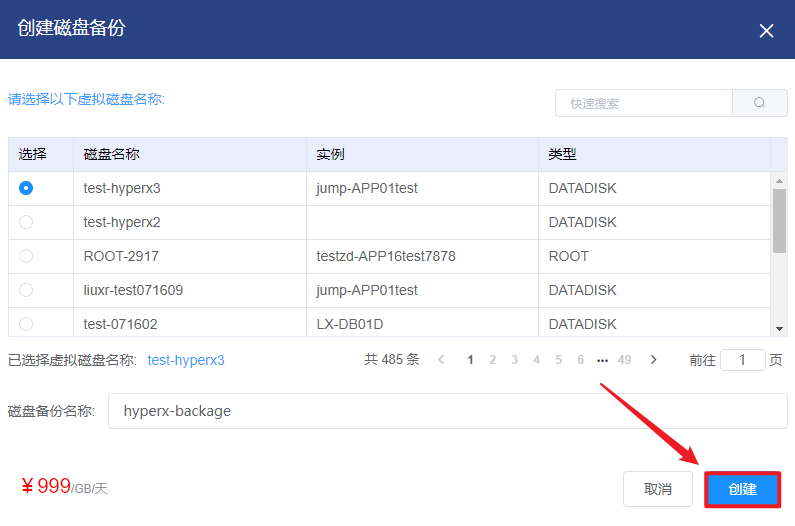 创建磁盘备份
请选择以下虚拟磁盘名称:
快速搜索
选择 磁盘名称 实例 类型
test-hyperx3 jump-APP01test DATADISK
test-hyperx2 DATADISK
ROOT-2917 testzd-APP16test7878 ROOT
liuxr-test071609 jump-APP01test DATADISK
test-071602 LX-DB01D DATADISK
已选择虚拟磁盘名称: test-hyperx3 共 485 条 1 2 3 4 5 6 ••• 49 前往 1 页
磁盘备份名称: hyperx-backage
¥ 999/GB/天 取消 创建